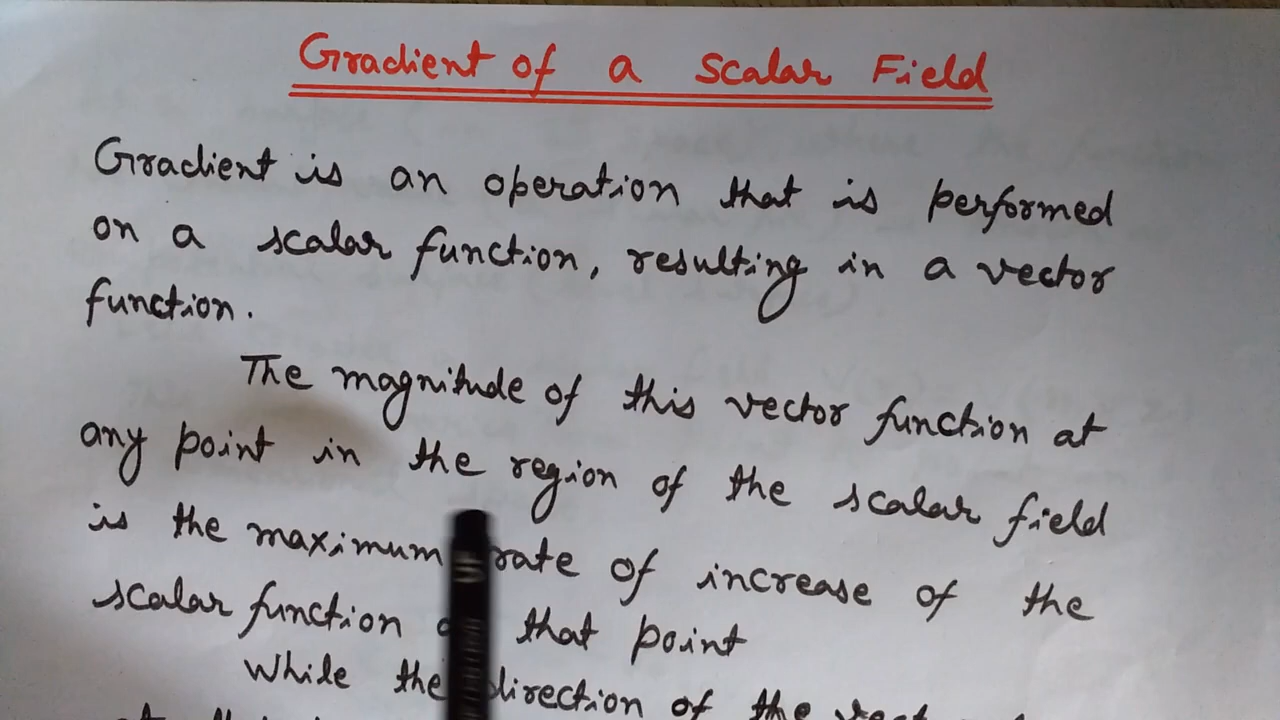 Gradient of a Scalar Field
Gradient is an operation that is performed
on a scalar function, resulting in a vector
function.
The magnitude of this vector function at
any point in the region of the scalar field
is the maximum rate of increase of the
scalar function that point
While the direction of the